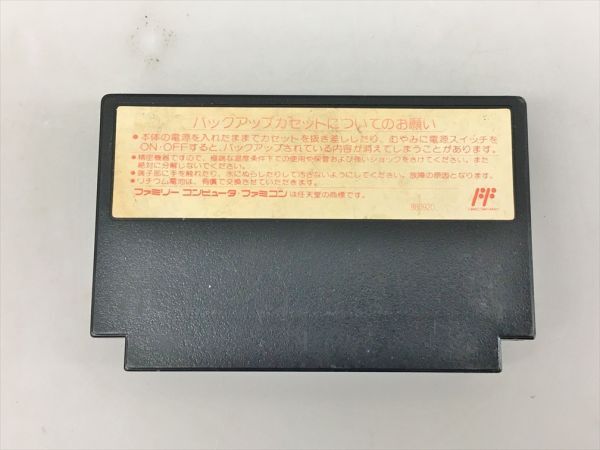 バックアップカセットについてのお願い
●本体の電源を入れたままでカセットを抜き差ししたり、むやみに電源スイッチを
ON・OFFすると、バックアップされている内容が消えてしまうことがあります。
●精密機器ですので、極端な温度条件下での使用や保管および強いショックをさけてください。また
絶対に分解しないでください。
●端子部に手を触れたり、水にぬらしたりして汚さないようにしてください。故障の原因となります。
●リチウム電池は、有償で交換させていただきます。
ファミリーコンピュータ・ファミコンは任天堂の商標です。